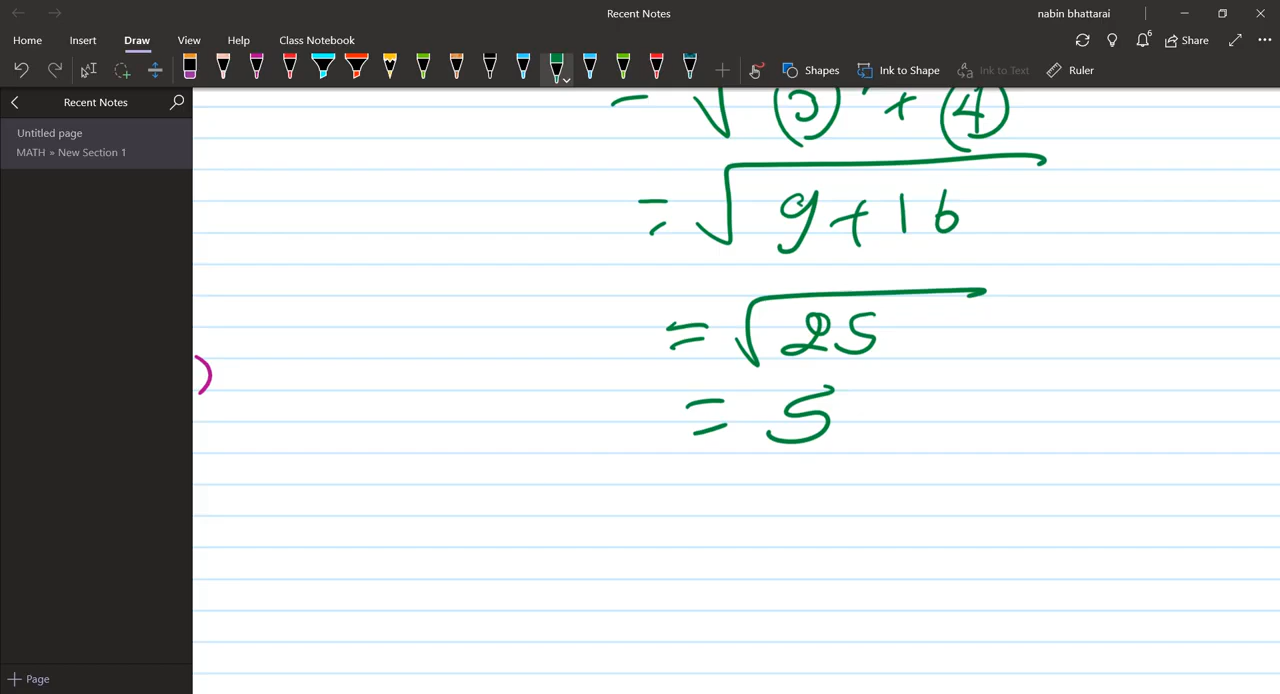 Recent Notes
nabin bhattarai
Home Insert Draw View Help Class Notebook
6 Share
Shapes Ink to Shape Ink to Text Ruler
Recent Notes
Untitled page
MATH » New Section 1
= √(3)² + (4)
= √9+16
= √25
= 5
)
+ Page